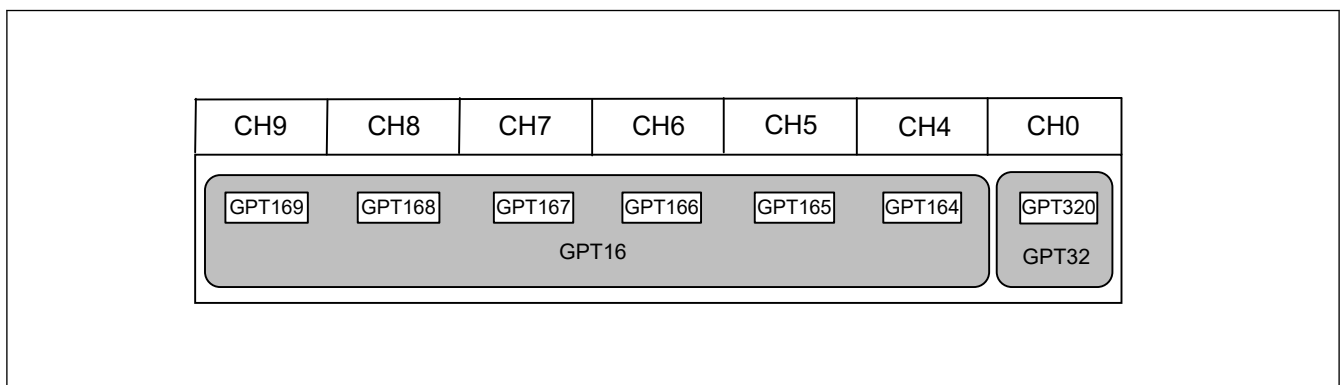 CH9 CH8 CH7 CH6 CH5 CH4 CH0
GPT169 GPT168 GPT167 GPT166 GPT165 GPT164 GPT320
GPT16 GPT32